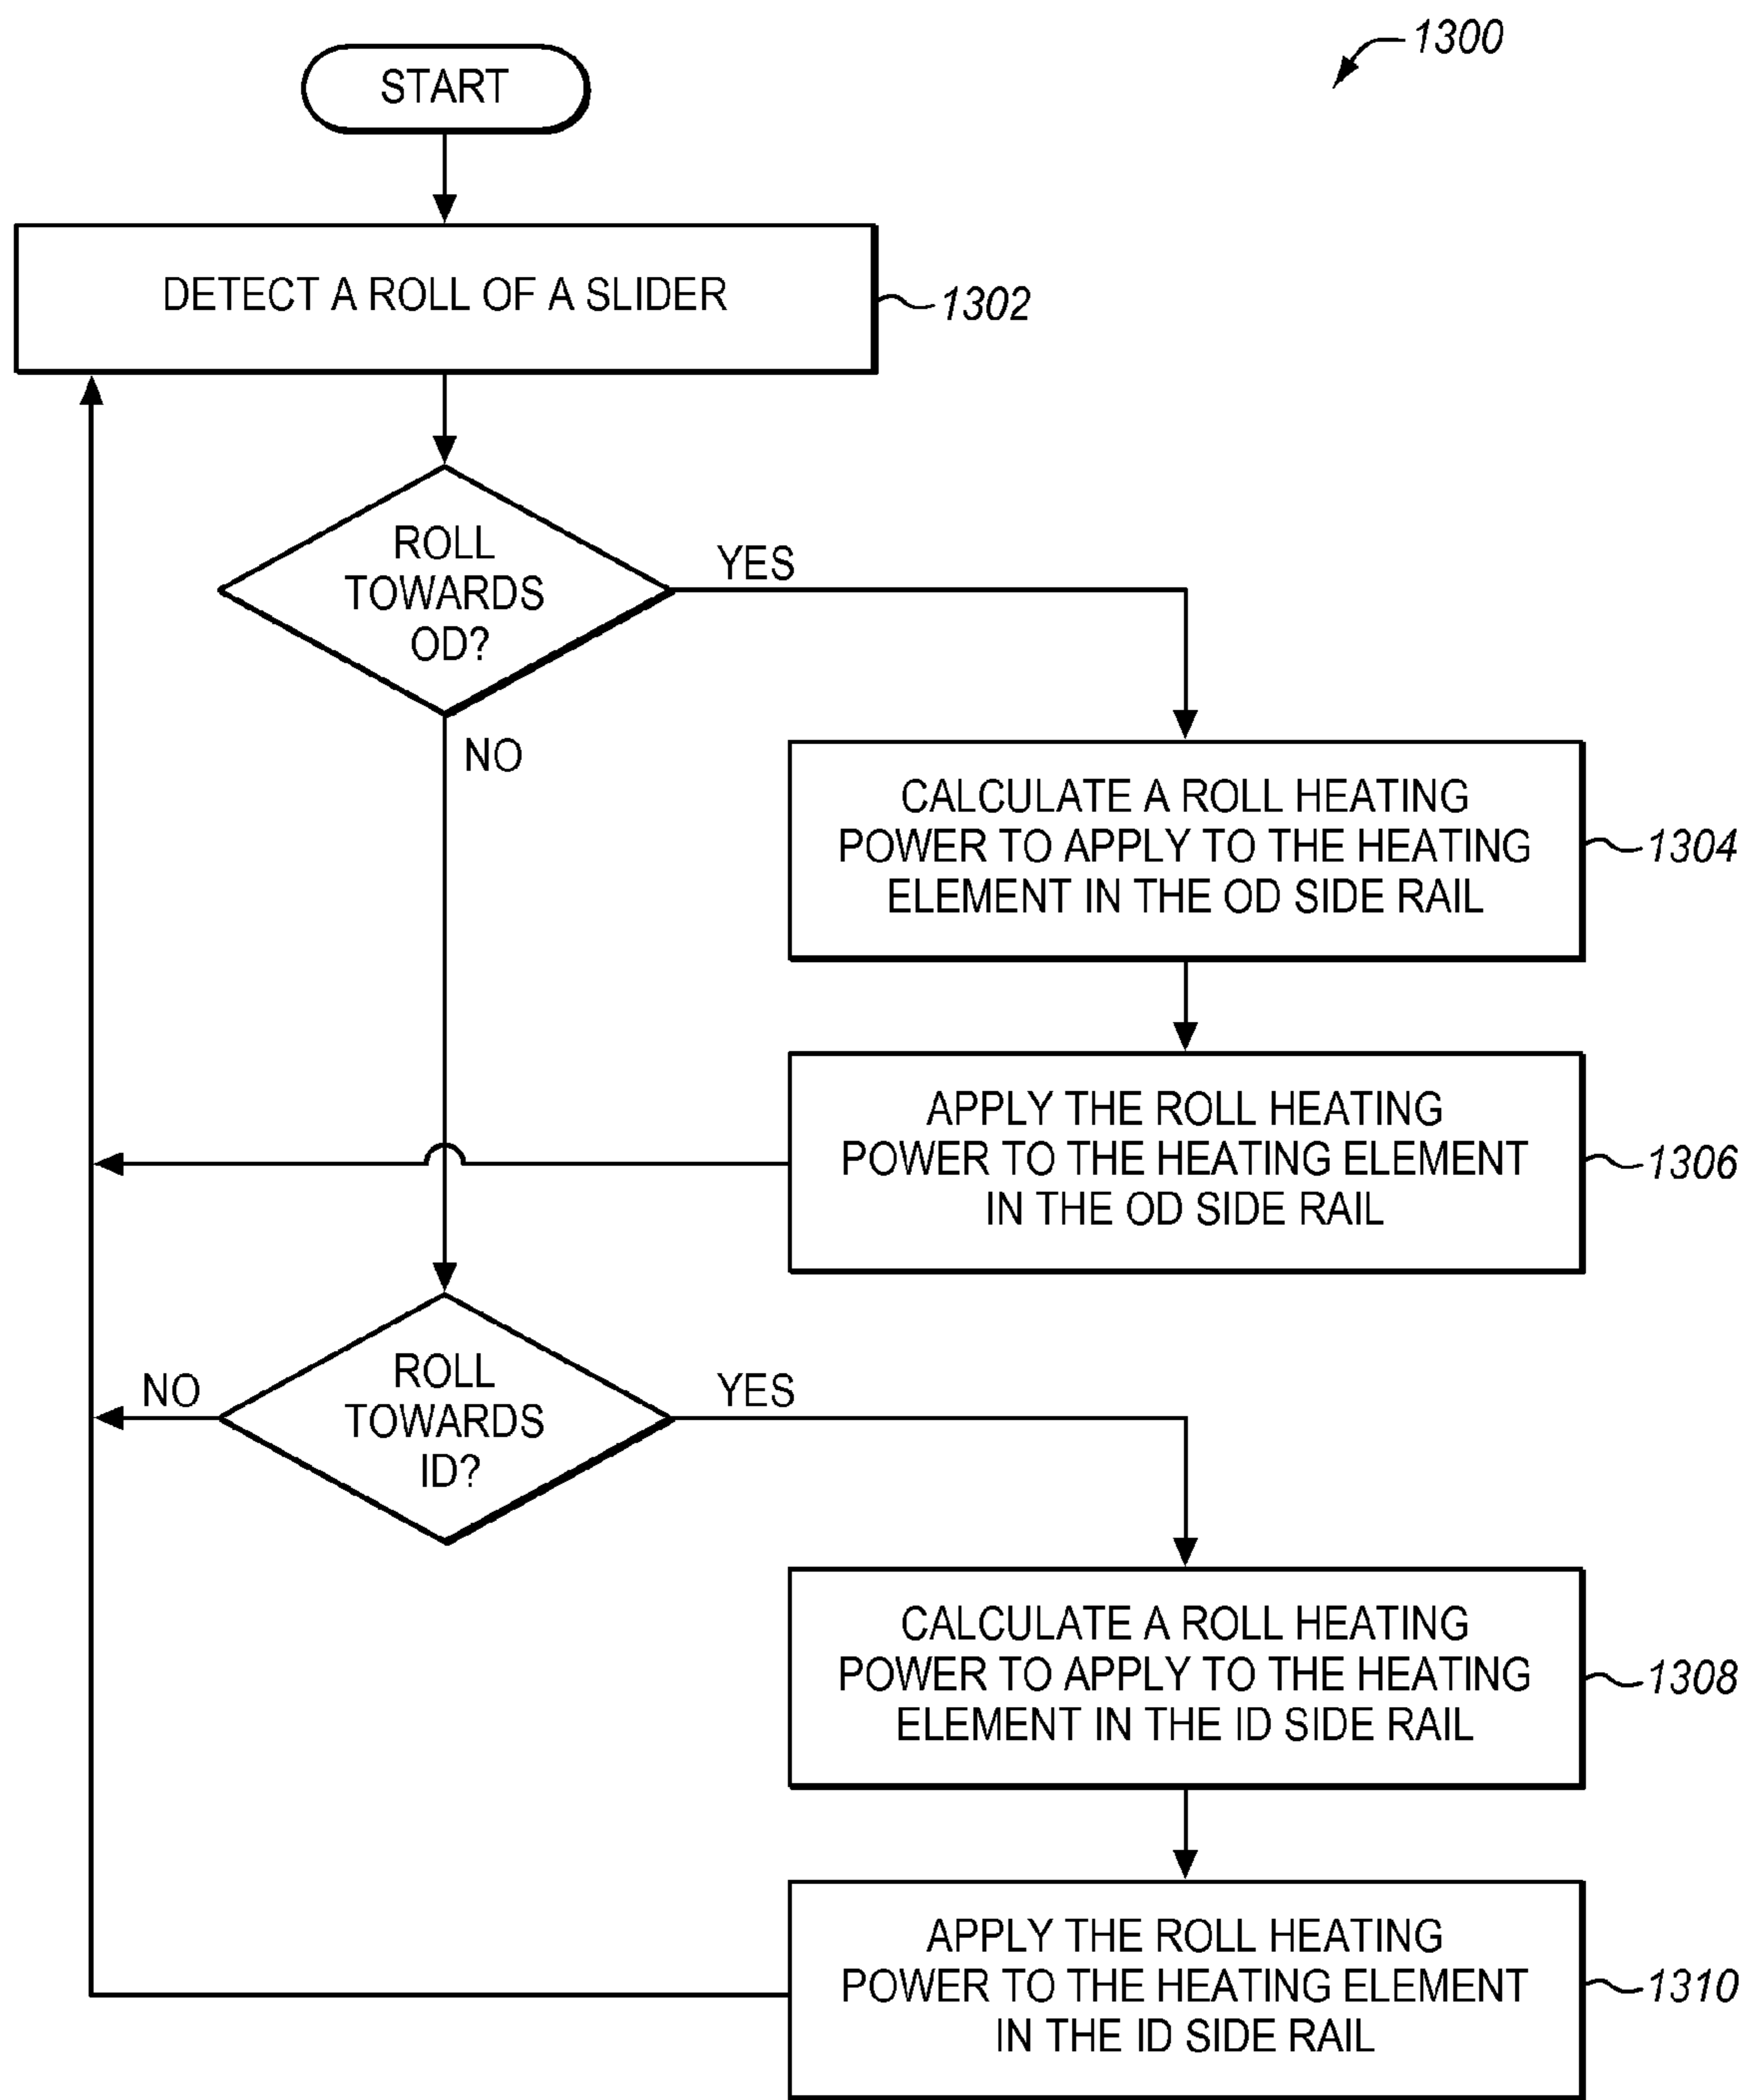 1300
START
DETECT A ROLL OF A SLIDER
1302
ROLL
TOWARDS
OD?
YES
NO
CALCULATE A ROLL HEATING
POWER TO APPLY TO THE HEATING
ELEMENT IN THE OD SIDE RAIL
1304
APPLY THE ROLL HEATING
POWER TO THE HEATING ELEMENT
IN THE OD SIDE RAIL
1306
ROLL
TOWARDS
ID?
NO
YES
CALCULATE A ROLL HEATING
POWER TO APPLY TO THE HEATING
ELEMENT IN THE ID SIDE RAIL
1308
APPLY THE ROLL HEATING
POWER TO THE HEATING ELEMENT
IN THE ID SIDE RAIL
1310